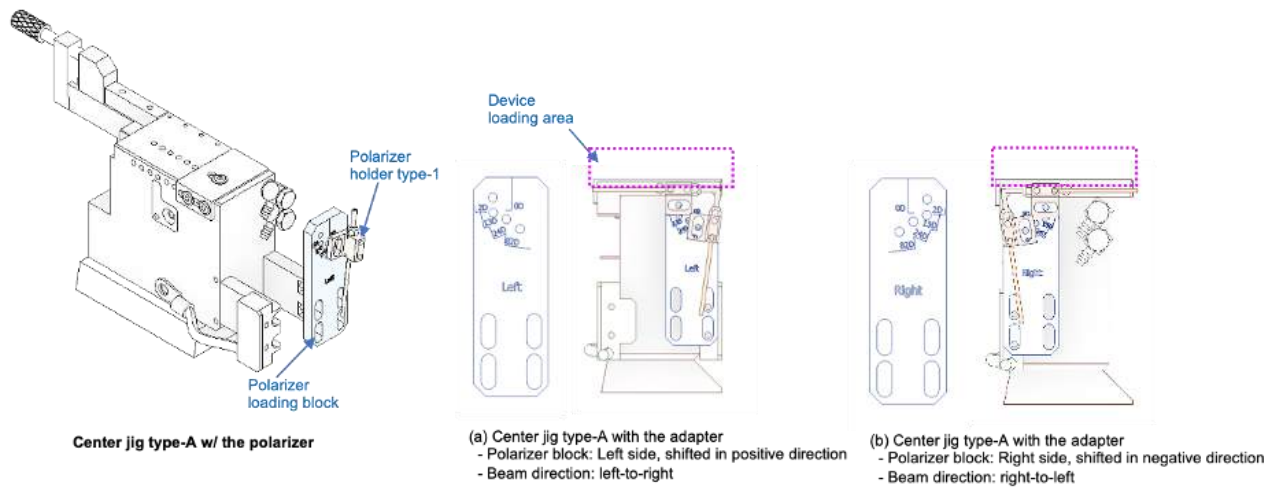 Polarizer
holder type-1
Polarizer
loading block
Center jig type-A w/ the polarizer
Left
Device
loading area
Left
Left
(a) Center jig type-A with the adapter
- Polarizer block: Left side, shifted in positive direction
- Beam direction: left-to-right
Right
Right
(b) Center jig type-A with the adapter
- Polarizer block: Right side, shifted in negative direction
- Beam direction: right-to-left